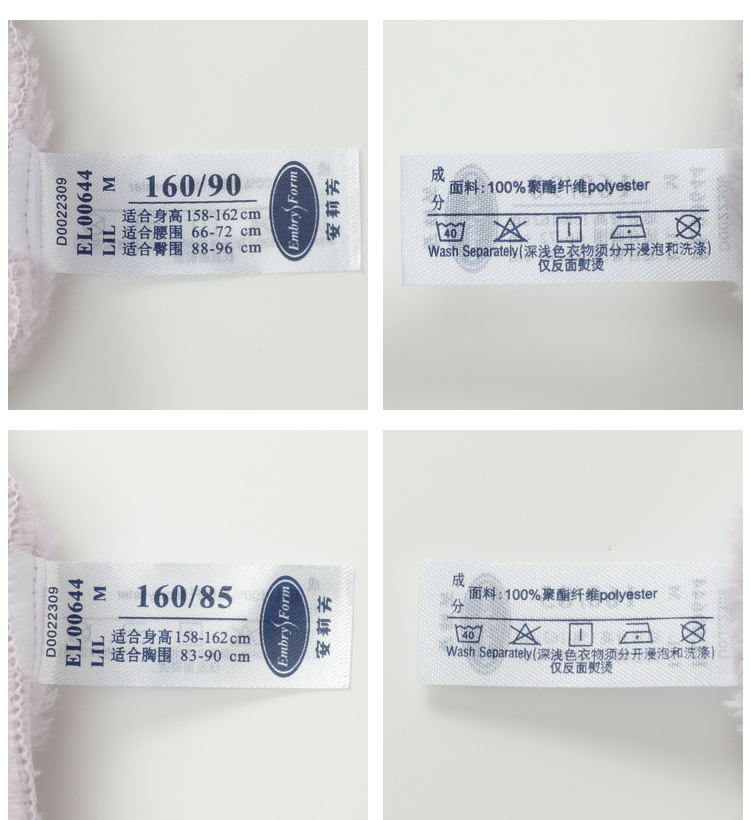 D0022309
EL00644
LIL M
160/90
适合身高 158-162 cm
适合腰围 66-72 cm
适合臀围 88-96 cm
Embry Form
安莉芳
成分
面料:100%聚酯纤维polyester
40
Wash Separately(深浅色衣物须分开浸泡和洗涤)
仅反面熨烫
D0022309
EL00644
LIL M
160/85
适合身高 158-162 cm
适合胸围 83-90 cm
Embry Form
安莉芳
成分
面料:100%聚酯纤维polyester
40
Wash Separately(深浅色衣物须分开浸泡和洗涤)
仅反面熨烫